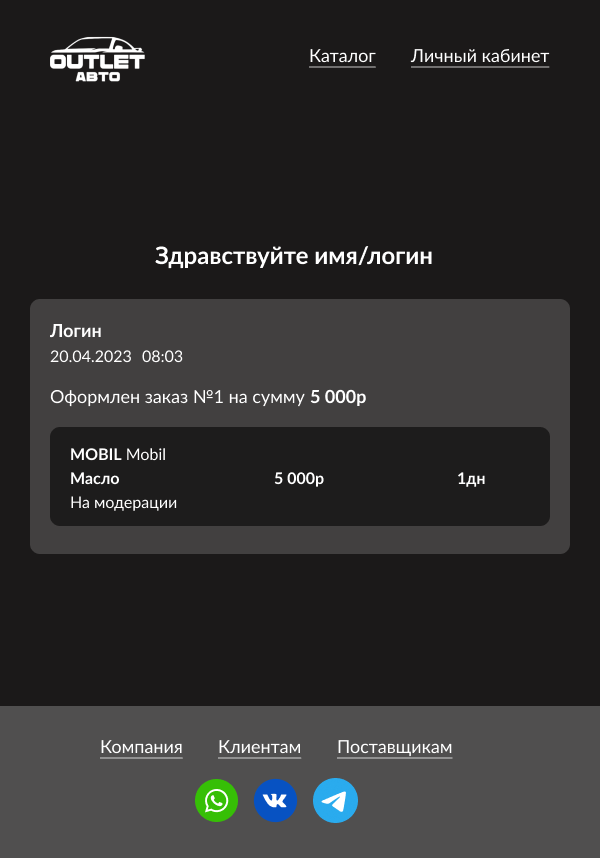 OUTLET
АВТО
Каталог Личный кабинет
Здравствуйте имя/логин
Логин
20.04.2023 08:03
Оформлен заказ №1 на сумму 5 000р
MOBIL Mobil
Масло 5 000р 1дн
На модерации
Компания Клиентам Поставщикам